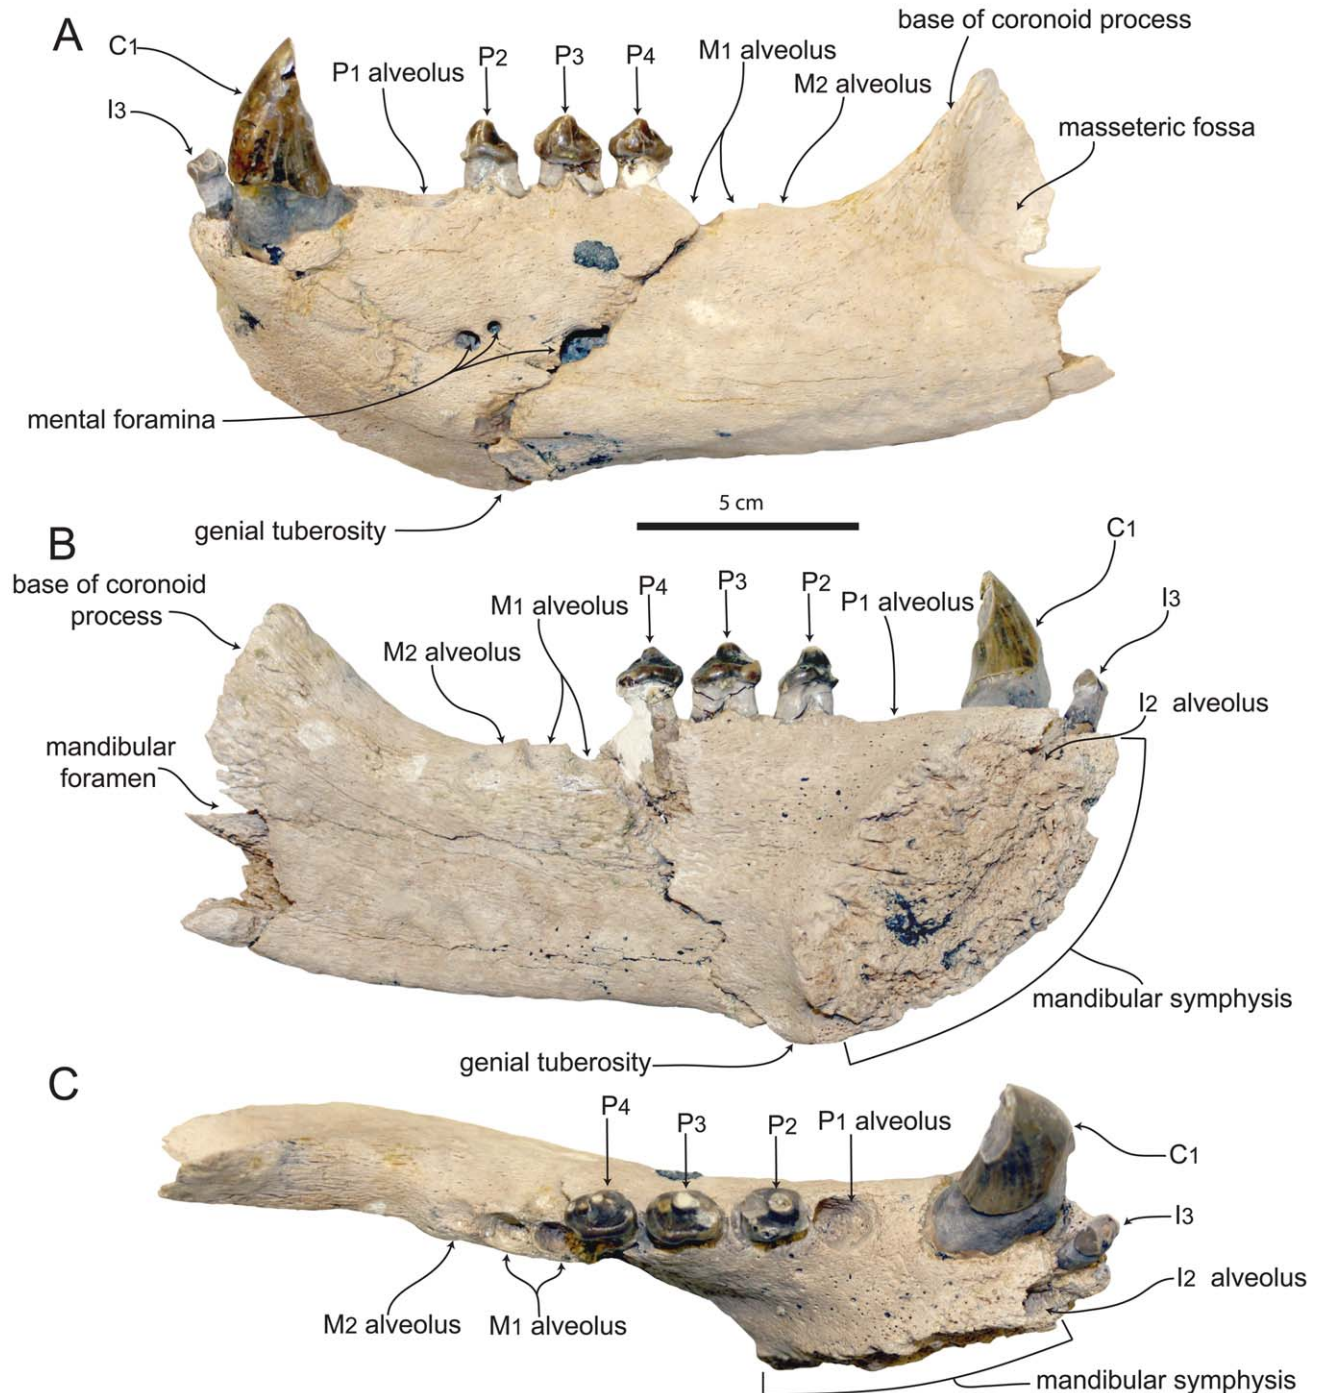 A
C1
I3
P1 alveolus
P2
P3
P4
M1 alveolus
M2 alveolus
base of coronoid process
masseteric fossa
mental foramina
genial tuberosity
5 cm
B
base of coronoid
process
mandibular
foramen
M2 alveolus
M1 alveolus
P4
P3
P2
P1 alveolus
C1
I3
I2 alveolus
mandibular symphysis
genial tuberosity
C
P4
P3
P2
P1 alveolus
C1
I3
I2 alveolus
M2 alveolus
M1 alveolus
mandibular symphysis